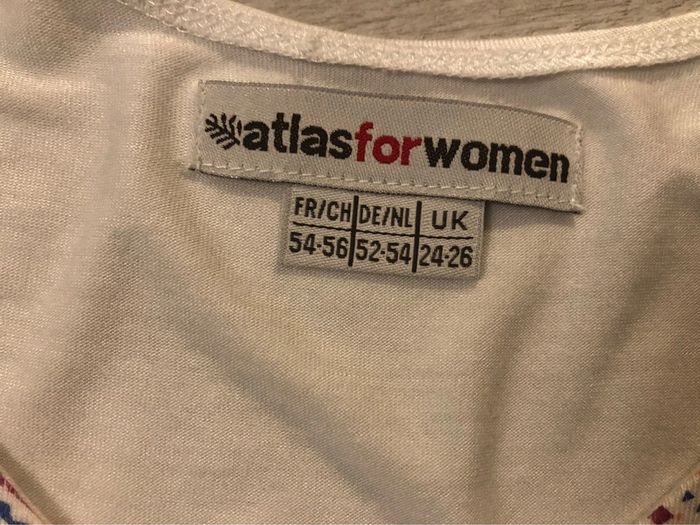 atlasforwomen
FR/CH DE/NL UK
54-56 52-54 24-26